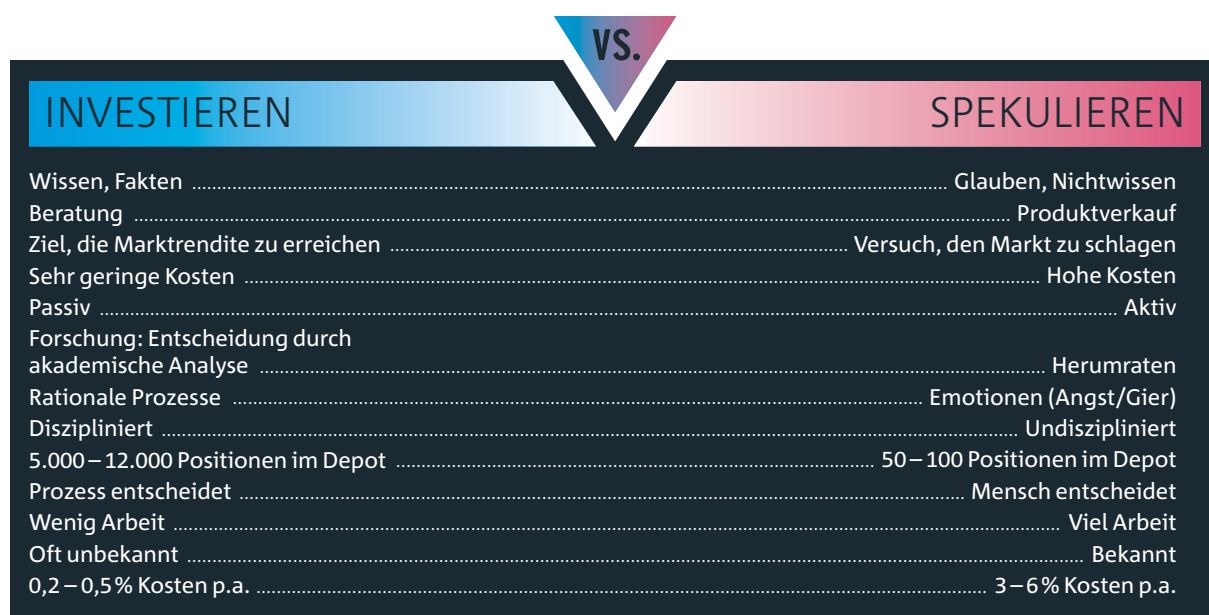 VS.
INVESTIEREN SPEKULIEREN
Wissen, Fakten ........ Glauben, Nichtwissen
Beratung ........ Produktverkauf
Ziel, die Marktrendite zu erreichen ........ Versuch, den Markt zu schlagen
Sehr geringe Kosten ........ Hohe Kosten
Passiv ........ Aktiv
Forschung: Entscheidung durch
akademische Analyse ........ Herumraten
Rationale Prozesse ........ Emotionen (Angst/Gier)
Diszipliniert ........ Undiszipliniert
5.000 – 12.000 Positionen im Depot ........ 50 – 100 Positionen im Depot
Prozess entscheidet ........ Mensch entscheidet
Wenig Arbeit ........ Viel Arbeit
Oft unbekannt ........ Bekannt
0,2 – 0,5 % Kosten p.a. ........ 3 – 6 % Kosten p.a.